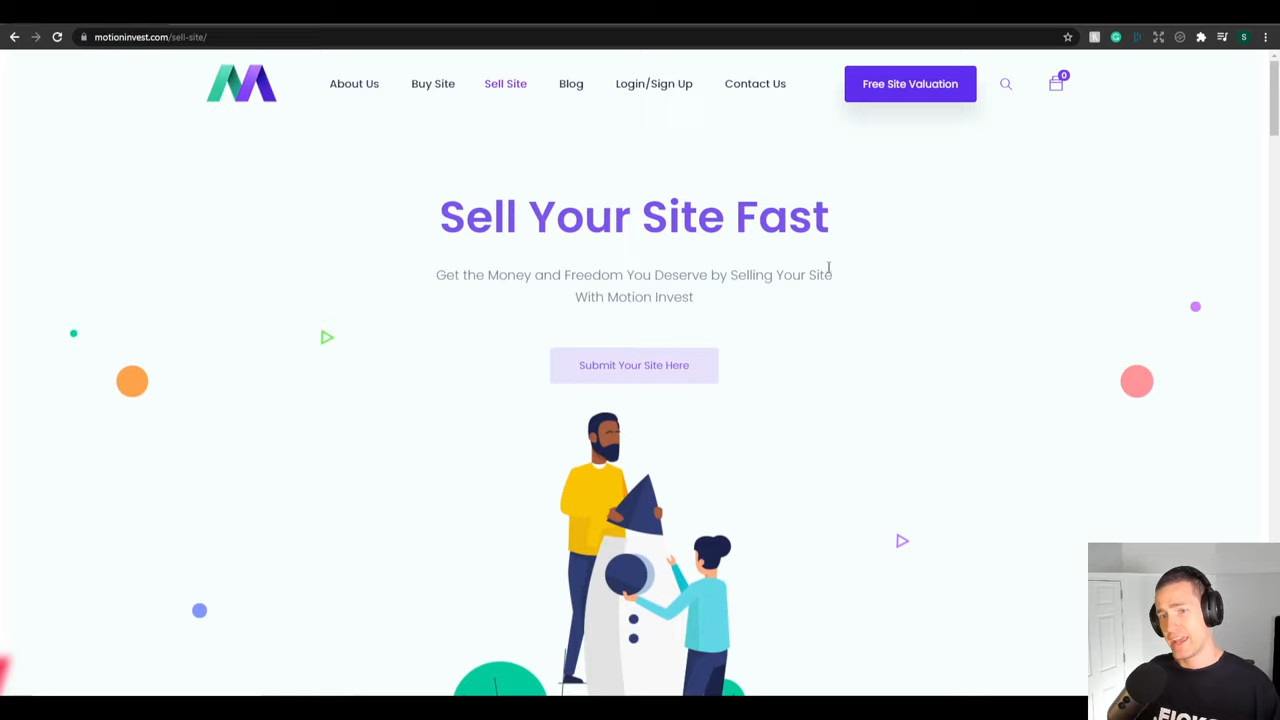 motioninvest.com/sell-site/
S
About Us
Buy Site
Sell Site
Blog
Login/Sign Up
Contact Us
Free Site Valuation
0
Sell Your Site Fast
Get the Money and Freedom You Deserve by Selling Your Site
With Motion Invest
Submit Your Site Here